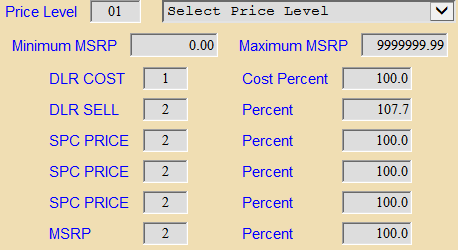 Price Level 01 Select Price Level
Minimum MSRP 0.00 Maximum MSRP 9999999.99
DLR COST 1 Cost Percent 100.0
DLR SELL 2 Percent 107.7
SPC PRICE 2 Percent 100.0
SPC PRICE 2 Percent 100.0
SPC PRICE 2 Percent 100.0
MSRP 2 Percent 100.0